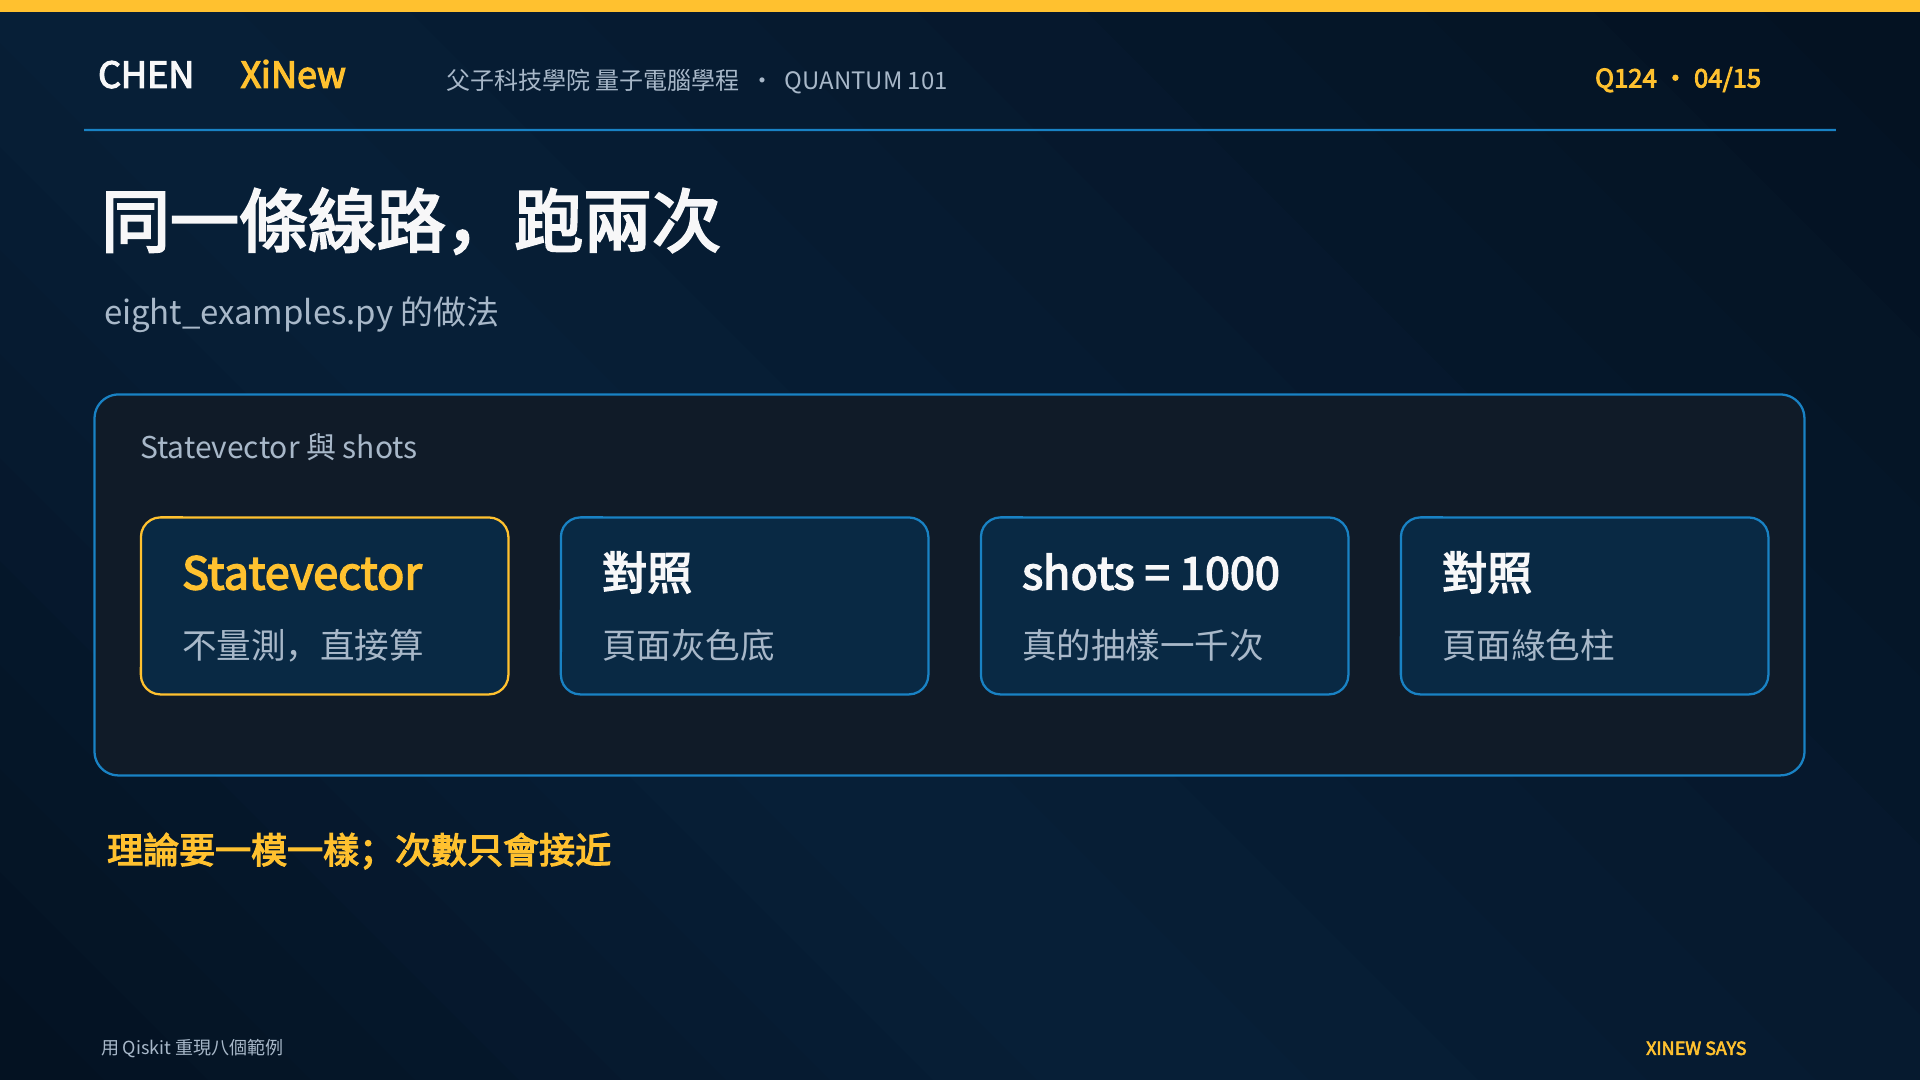 CHEN XiNew 父子科技學院 量子電腦學程 · QUANTUM 101 Q124 · 04/15
同一條線路，跑兩次
eight_examples.py 的做法
Statevector 與 shots
Statevector
不量測，直接算
對照
頁面灰色底
shots = 1000
真的抽樣一千次
對照
頁面綠色柱
理論要一模一樣；次數只會接近
用 Qiskit 重現八個範例
XINEW SAYS